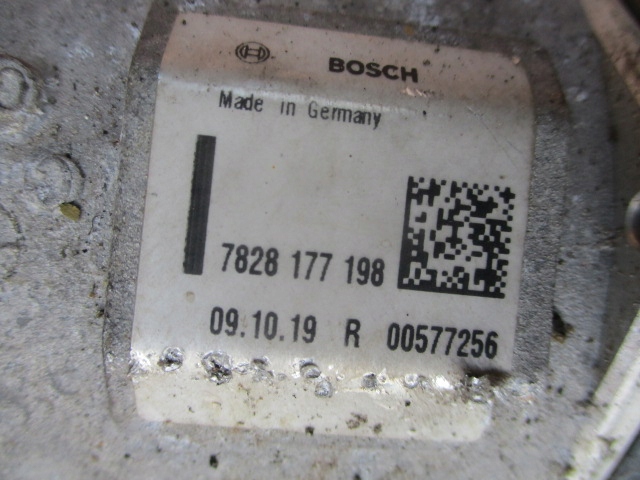 BOSCH
Made in Germany
7828 177 198
09.10.19 R 00577256